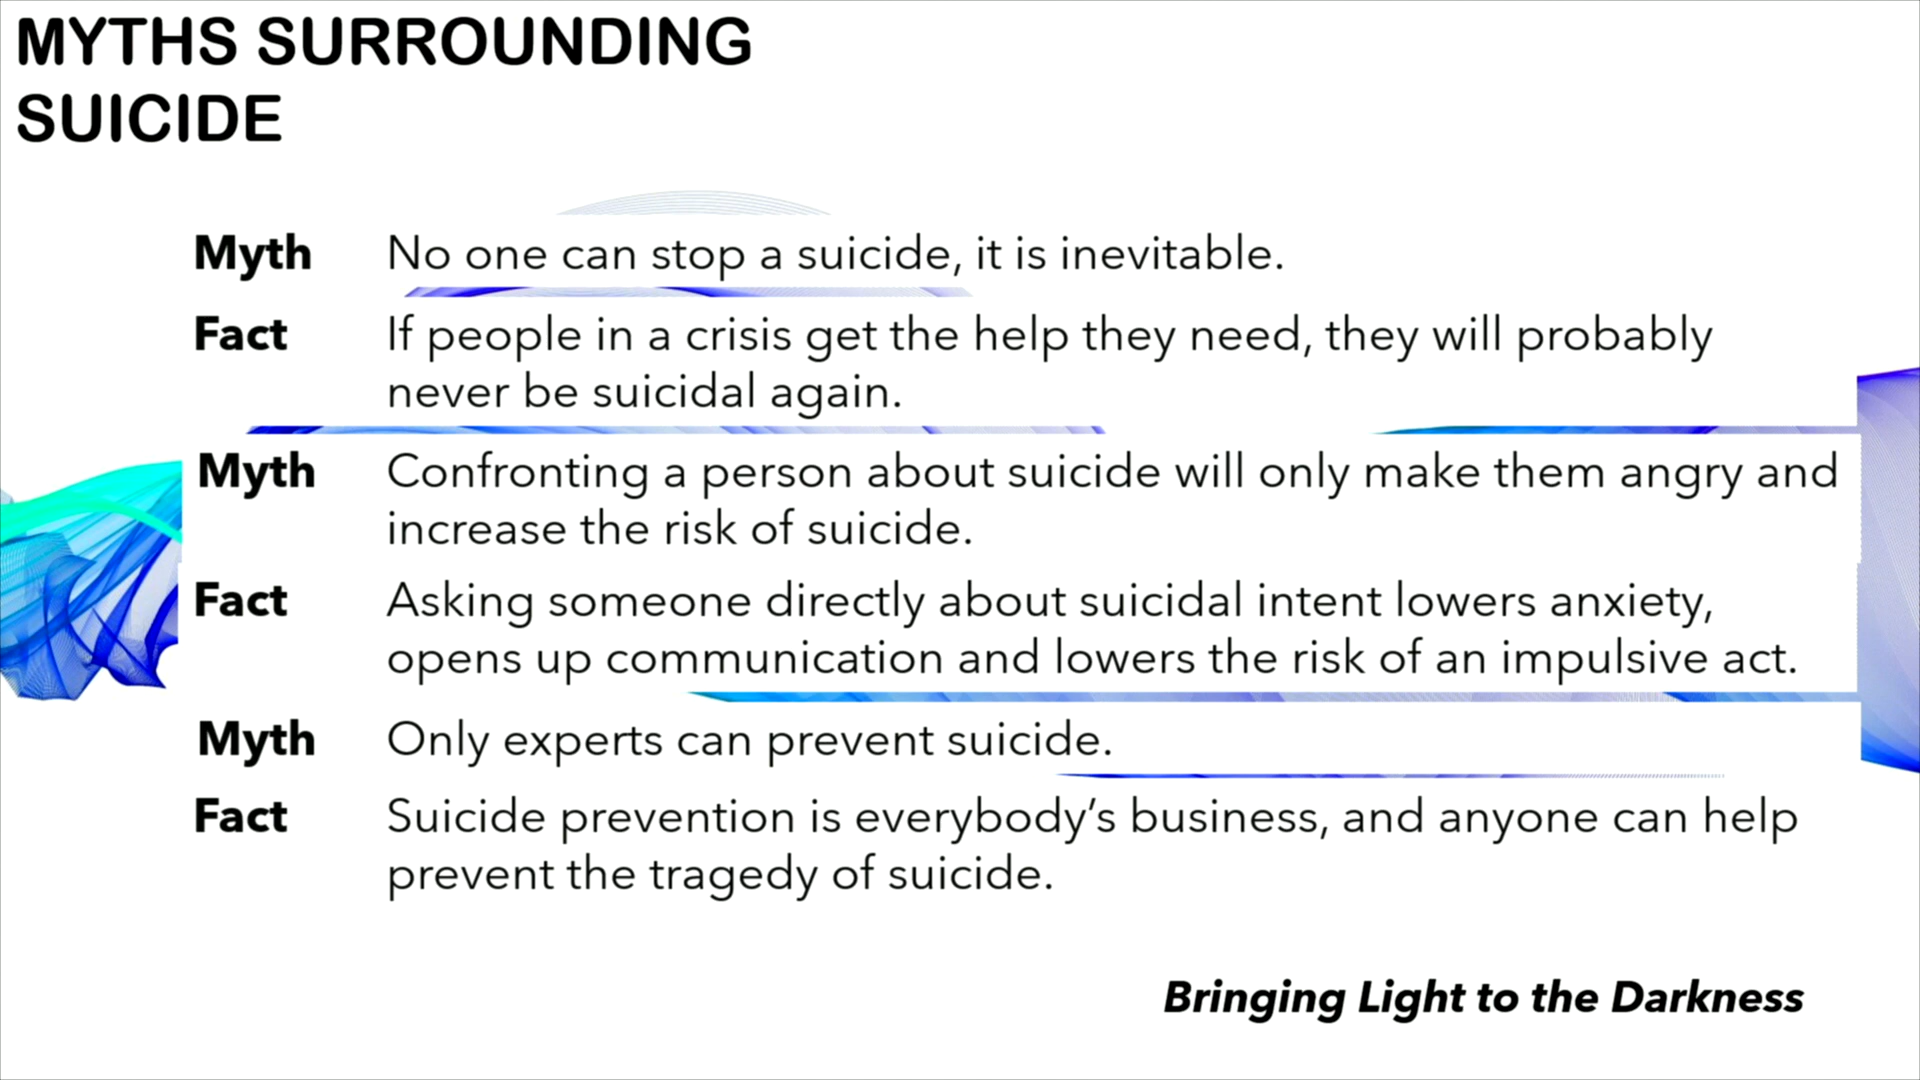 MYTHS SURROUNDING
SUICIDE
Myth No one can stop a suicide, it is inevitable.
Fact If people in a crisis get the help they need, they will probably
never be suicidal again.
Myth Confronting a person about suicide will only make them angry and
increase the risk of suicide.
Fact Asking someone directly about suicidal intent lowers anxiety,
opens up communication and lowers the risk of an impulsive act.
Myth Only experts can prevent suicide.
Fact Suicide prevention is everybody’s business, and anyone can help
prevent the tragedy of suicide.
Bringing Light to the Darkness